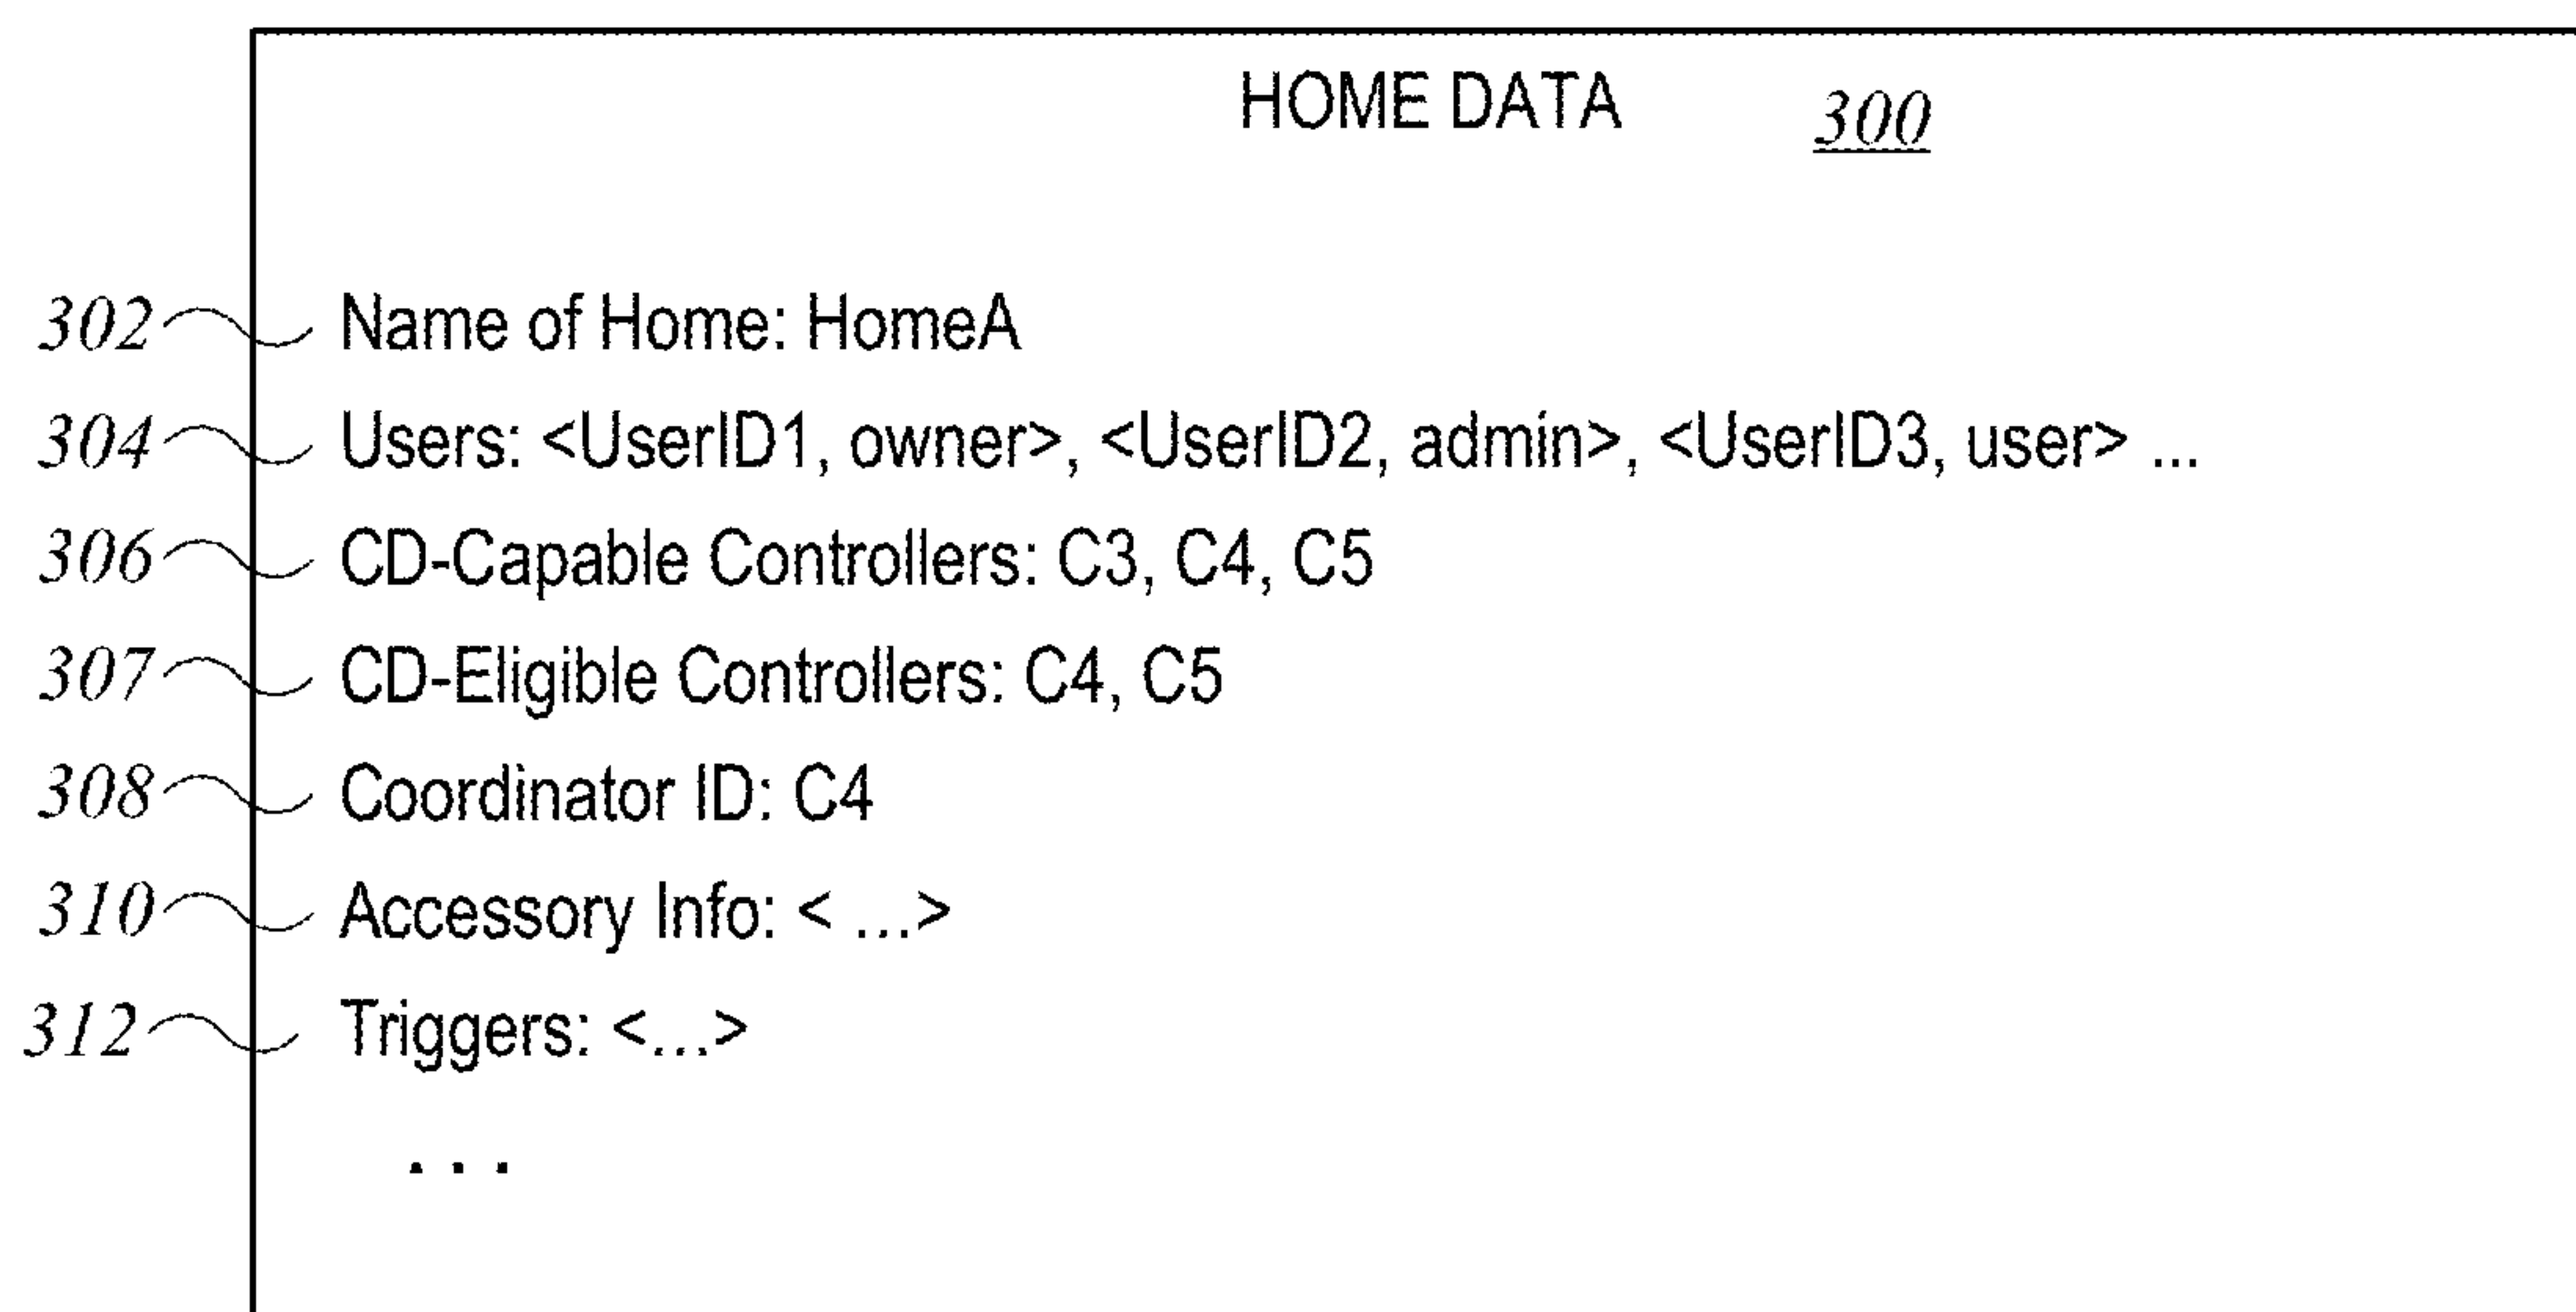 HOME DATA 300
302 Name of Home: HomeA
304 Users: <UserID1, owner>, <UserID2, admin>, <UserID3, user> ...
306 CD-Capable Controllers: C3, C4, C5
307 CD-Eligible Controllers: C4, C5
308 Coordinator ID: C4
310 Accessory Info: < ...>
312 Triggers: <...>
. . .